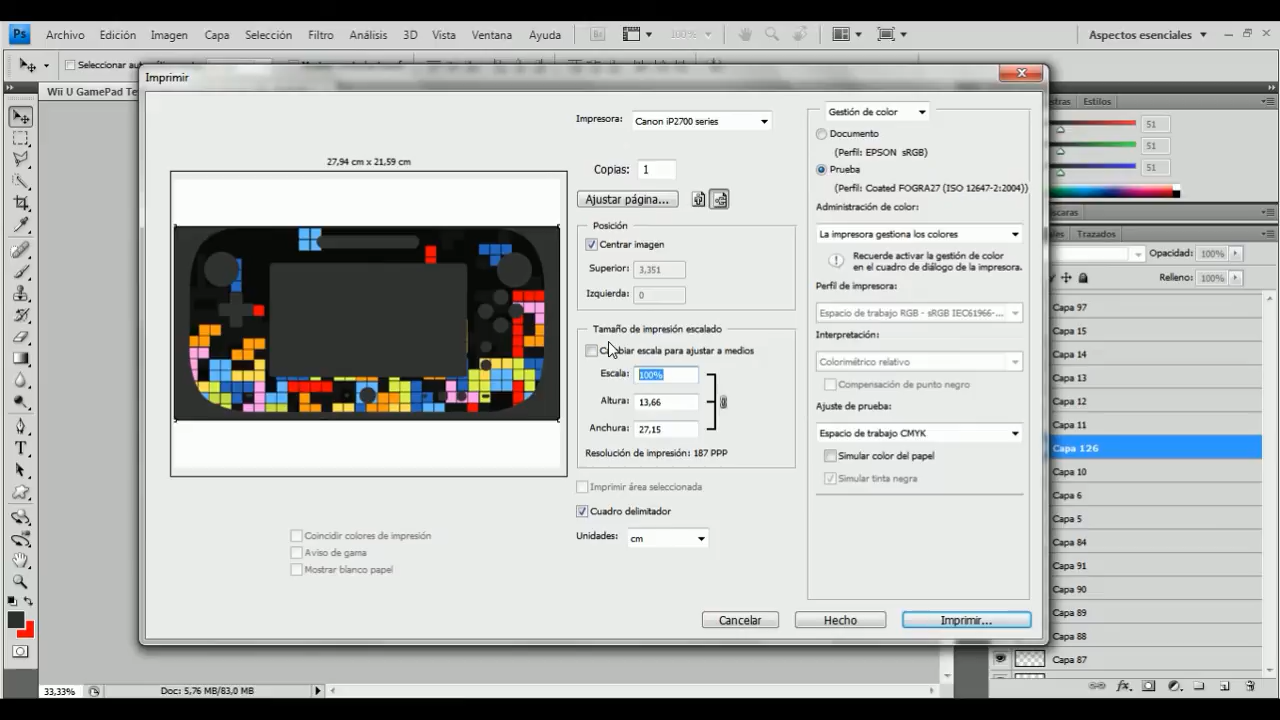 Ps Archivo Edición Imagen Capa Selección Filtro Análisis 3D Vista Ventana Ayuda Br 100% Aspectos esenciales
Seleccionar
Wii U GamePad Te
Imprimir
27,94 cm x 21,59 cm
Impresora: Canon iP2700 series
Copias: 1
Ajustar página...
Posición
Centrar imagen
Superior: 3,351
Izquierda: 0
Tamaño de impresión escalado
Cambiar escala para ajustar a medios
Escala: 100%
Altura: 13,66
Anchura: 27,15
Resolución de impresión: 187 PPP
Imprimir área seleccionada
Cuadro delimitador
Unidades: cm
Coincidir colores de impresión
Aviso de gama
Mostrar blanco papel
Gestión de color
Documento
(Perfil: EPSON sRGB)
Prueba
(Perfil: Coated FOGRA27 (ISO 12647-2:2004))
Administración de color:
La impresora gestiona los colores
Recuerde activar la gestión de color
en el cuadro de diálogo de la impresora.
Perfil de impresora:
Espacio de trabajo RGB - sRGB IEC61966-...
Interpretación:
Colorimétrico relativo
Compensación de punto negro
Ajuste de prueba:
Espacio de trabajo CMYK
Simular color del papel
Simular tinta negra
Cancelar
Hecho
Imprimir...
Estilos
51
51
51
Trazados
Opacidad: 100%
Relleno: 100%
Capa 97
Capa 15
Capa 14
Capa 13
Capa 12
Capa 11
Capa 126
Capa 10
Capa 6
Capa 5
Capa 84
Capa 91
Capa 90
Capa 89
Capa 88
Capa 87
fx
33,33%
Doc: 5,76 MB/83,0 MB